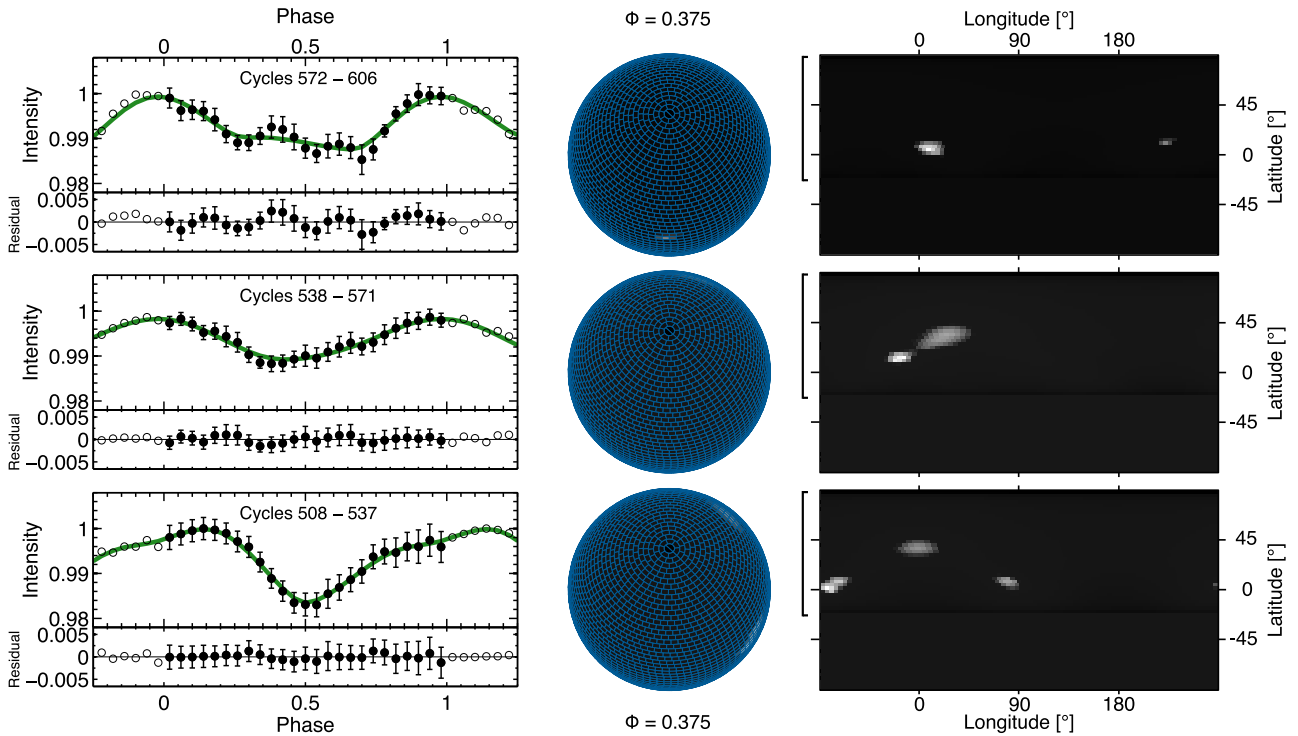 Phase
Φ = 0.375
Longitude [°]
0 0.5 1
0 90 180
Cycles 572 – 606
Intensity
1
0.99
0.98
Residual
0.005
0
−0.005
45
0
-45
Latitude [°]
Cycles 538 – 571
Intensity
1
0.99
0.98
Residual
0.005
0
−0.005
45
0
-45
Latitude [°]
Cycles 508 – 537
Intensity
1
0.99
0.98
Residual
0.005
0
−0.005
45
0
-45
Latitude [°]
0 0.5 1
0 90 180
Phase
Φ = 0.375
Longitude [°]